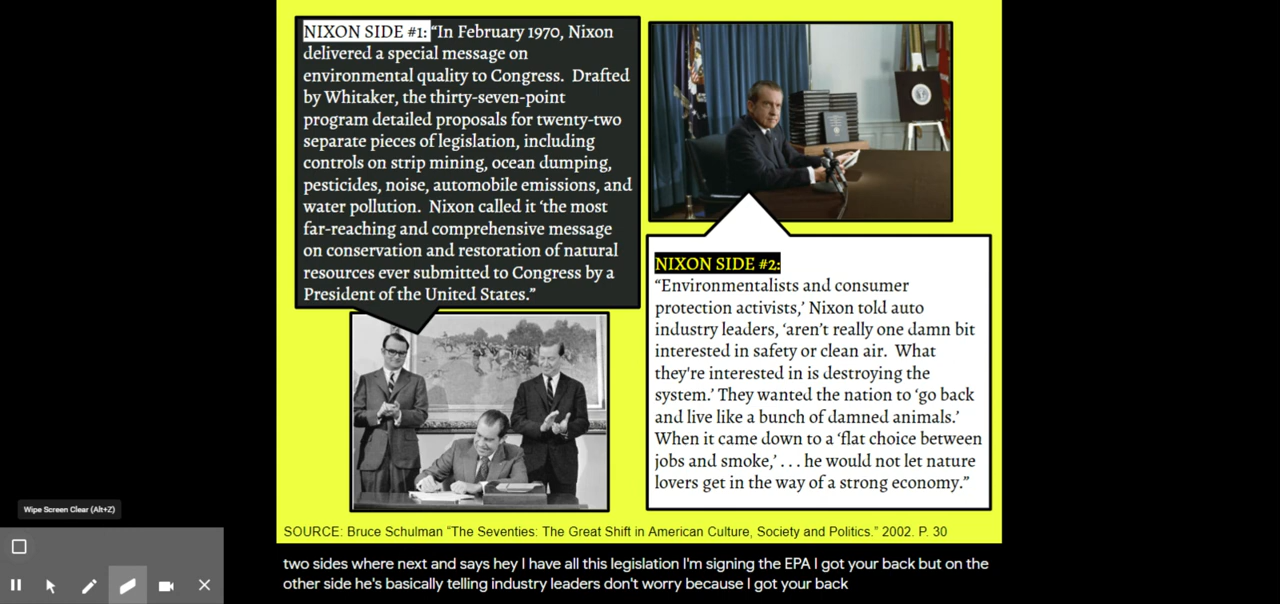 NIXON SIDE #1: “In February 1970, Nixon
delivered a special message on
environmental quality to Congress. Drafted
by Whitaker, the thirty-seven-point
program detailed proposals for twenty-two
separate pieces of legislation, including
controls on strip mining, ocean dumping,
pesticides, noise, automobile emissions, and
water pollution. Nixon called it ‘the most
far-reaching and comprehensive message
on conservation and restoration of natural
resources ever submitted to Congress by a
President of the United States.”
NIXON SIDE #2:
“Environmentalists and consumer
protection activists,’ Nixon told auto
industry leaders, ‘aren’t really one damn bit
interested in safety or clean air. What
they're interested in is destroying the
system.’ They wanted the nation to ‘go back
and live like a bunch of damned animals.’
When it came down to a ‘flat choice between
jobs and smoke,’ . . . he would not let nature
lovers get in the way of a strong economy.”
SOURCE: Bruce Schulman “The Seventies: The Great Shift in American Culture, Society and Politics.” 2002. P. 30
Wipe Screen Clear (Alt+Z)
two sides where next and says hey I have all this legislation I'm signing the EPA I got your back but on the
other side he's basically telling industry leaders don't worry because I got your back